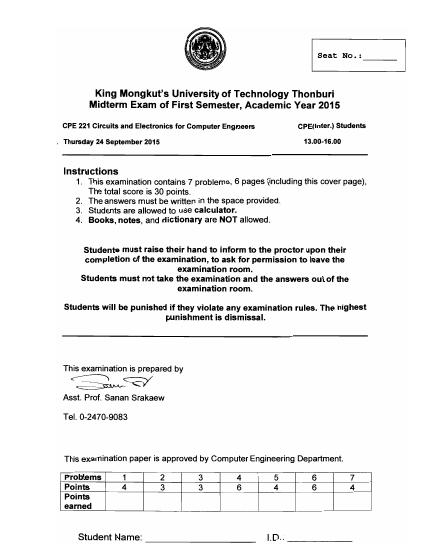 Seat No.:
King Mongkut's University of Technology Thonburi
Midterm Exam of First Semester, Academic Year 2015
CPE 221 Circuits and Electronics for Computer Engneers CPE(Inter.) Students
Thursday 24 September 2015 13.00-16.00
Instructions
1. This examination contains 7 problems, 6 pages (including this cover page),
The total score is 30 points.
2. The answers must be written in the space provided.
3. Students are allowed to use calculator.
4. Books, notes, and dictionary are NOT allowed.
Students must raise their hand to inform to the proctor upon their
completion of the examination, to ask for permission to leave the
examination room.
Students must not take the examination and the answers out of the
examination room.
Students will be punished if they violate any examination rules. The highest
punishment is dismissal.
This examination is prepared by
Asst. Prof. Sanan Srakaew
Tel. 0-2470-9083
This examination paper is approved by Computer Engineering Department.
Problems 1 2 3 4 5 6 7
Points 4 3 3 6 4 6 4
Points
earned
Student Name: I.D..